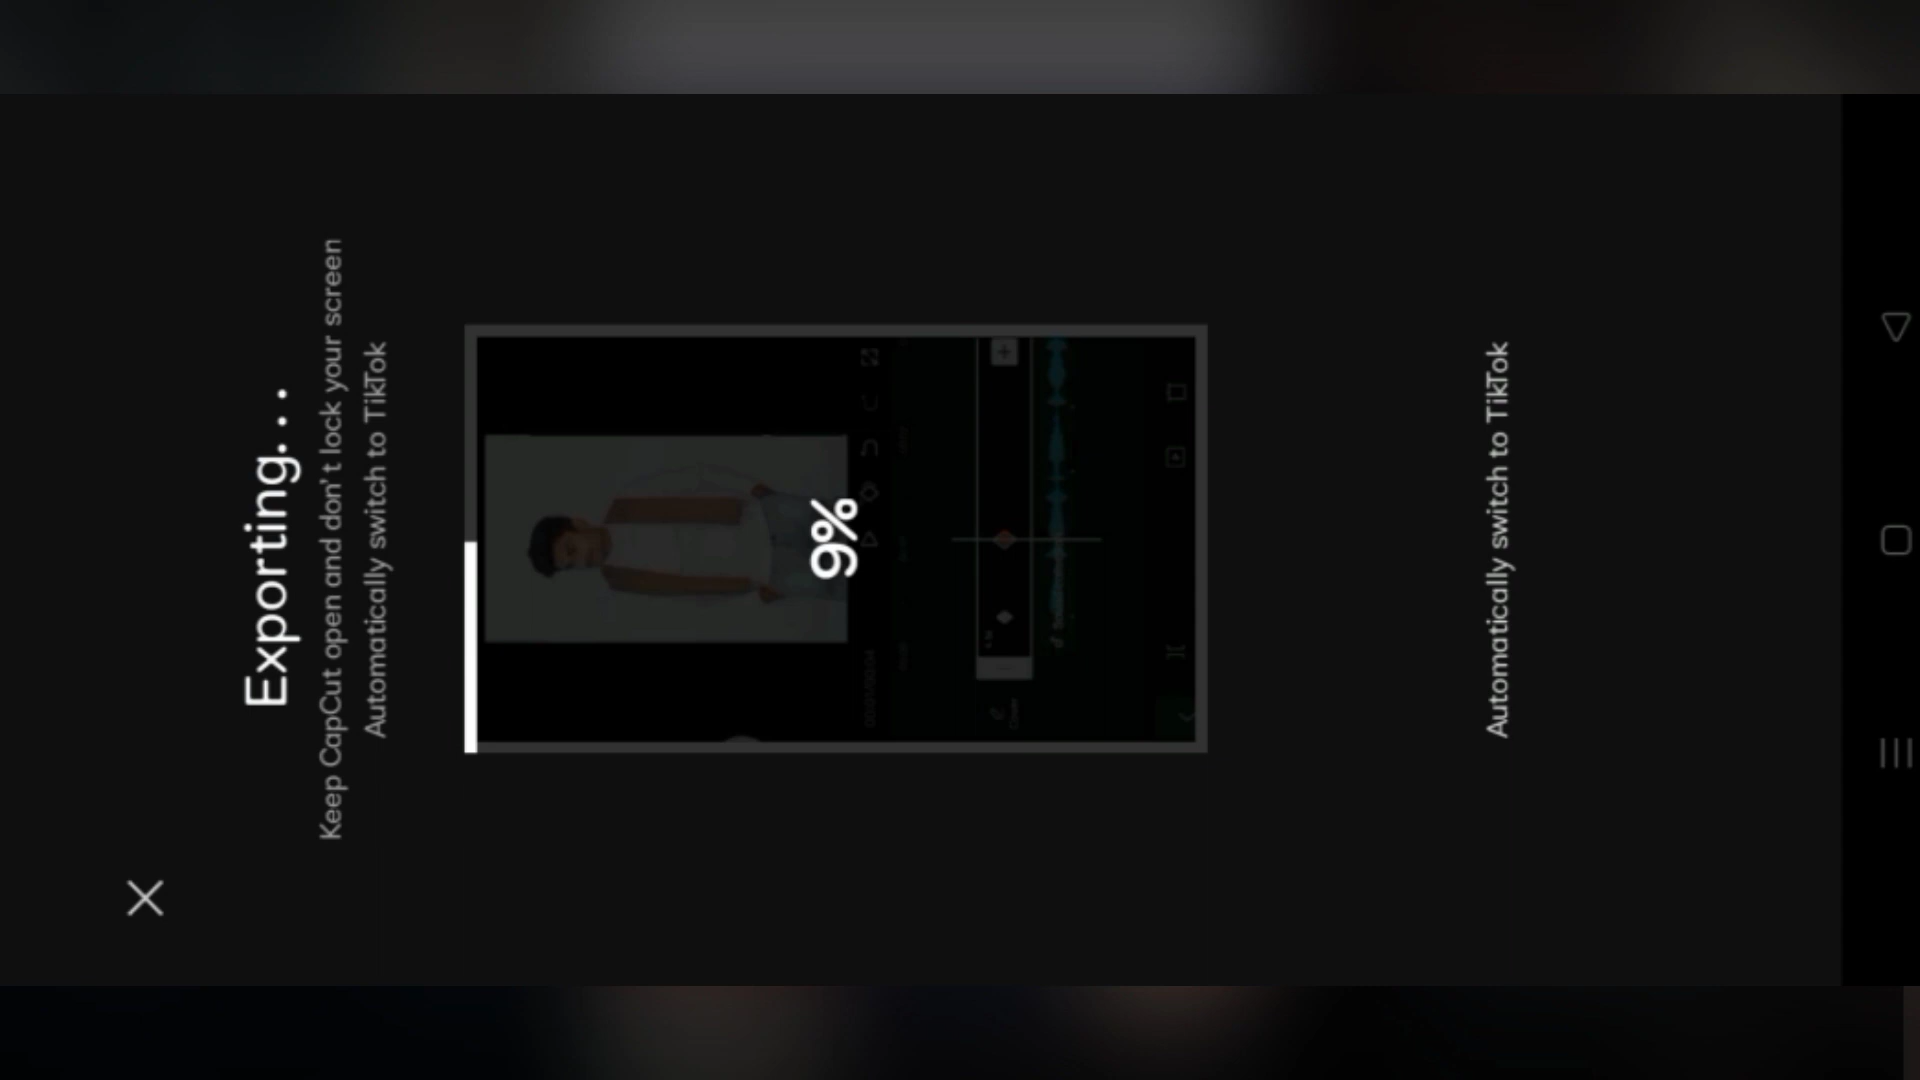 Exporting...
Keep CapCut open and don't lock your screen
Automatically switch to TikTok
9%
Automatically switch to TikTok